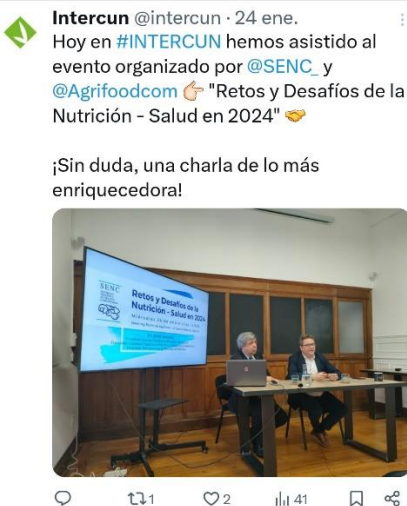 Intercun @intercun · 24 ene.
Hoy en #INTERCUN hemos asistido al
evento organizado por @SENC_ y
@Agrifoodcom 👉🏻 "Retos y Desafíos de la
Nutrición - Salud en 2024" 🤝
¡Sin duda, una charla de lo más
enriquecedora!
SENC
Retos y Desafíos de la
Nutrición - Salud en 2024
1 2 41